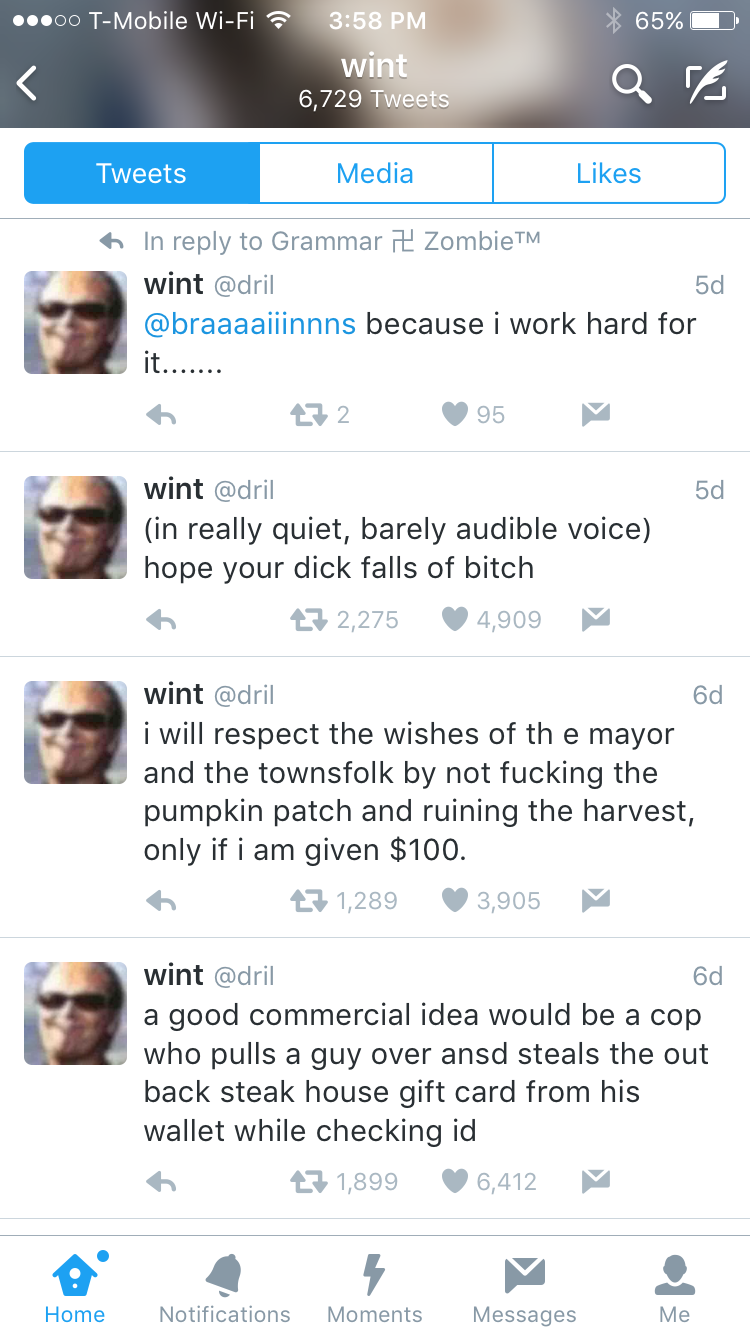 T-Mobile Wi-Fi 3:58 PM 65%
wint
6,729 Tweets
Tweets Media Likes
In reply to Grammar 卍 Zombie™
wint @dril 5d
@braaaaiiinnns because i work hard for
it.......
2 95
wint @dril 5d
(in really quiet, barely audible voice)
hope your dick falls of bitch
2,275 4,909
wint @dril 6d
i will respect the wishes of th e mayor
and the townsfolk by not fucking the
pumpkin patch and ruining the harvest,
only if i am given $100.
1,289 3,905
wint @dril 6d
a good commercial idea would be a cop
who pulls a guy over ansd steals the out
back steak house gift card from his
wallet while checking id
1,899 6,412
Home Notifications Moments Messages Me